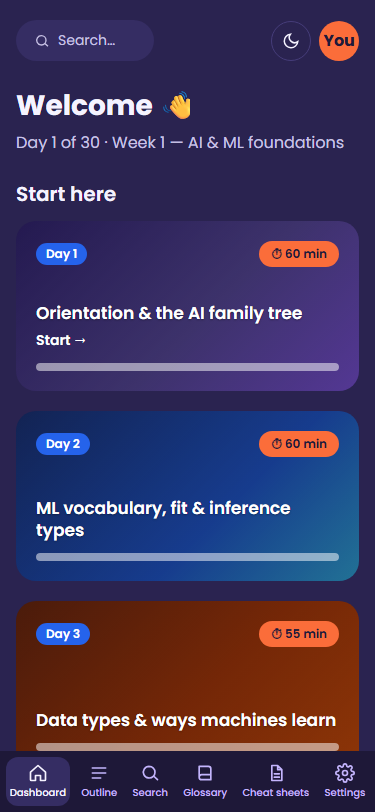 Search...
You
Welcome 👋
Day 1 of 30 · Week 1 — AI & ML foundations
Start here
Day 1
⏱ 60 min
Orientation & the AI family tree
Start →
Day 2
⏱ 60 min
ML vocabulary, fit & inference
types
Day 3
⏱ 55 min
Data types & ways machines learn
Dashboard
Outline
Search
Glossary
Cheat sheets
Settings